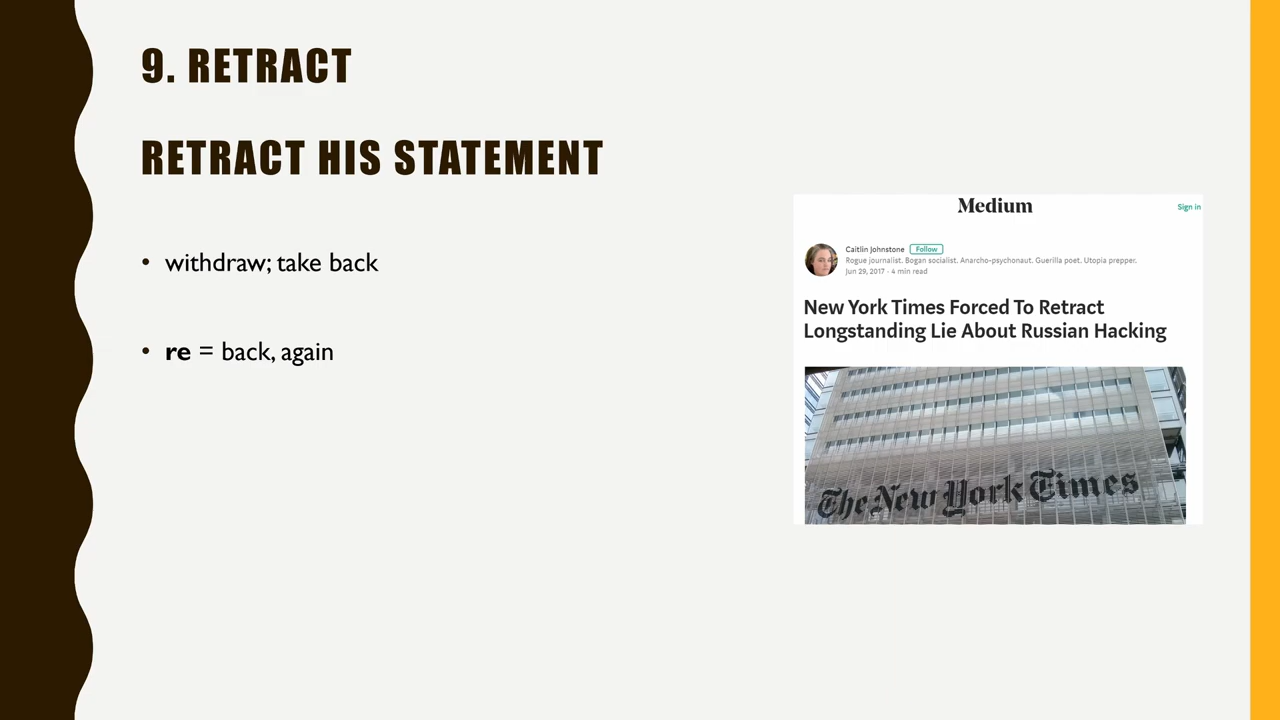 9. RETRACT
RETRACT HIS STATEMENT
• withdraw; take back
• re = back, again
Medium
Sign in
Caitlin Johnstone Follow
Rogue journalist. Bogan socialist. Anarcho-psychonaut. Guerilla poet. Utopia prepper.
Jun 29, 2017 · 4 min read
New York Times Forced To Retract
Longstanding Lie About Russian Hacking
The New York Times